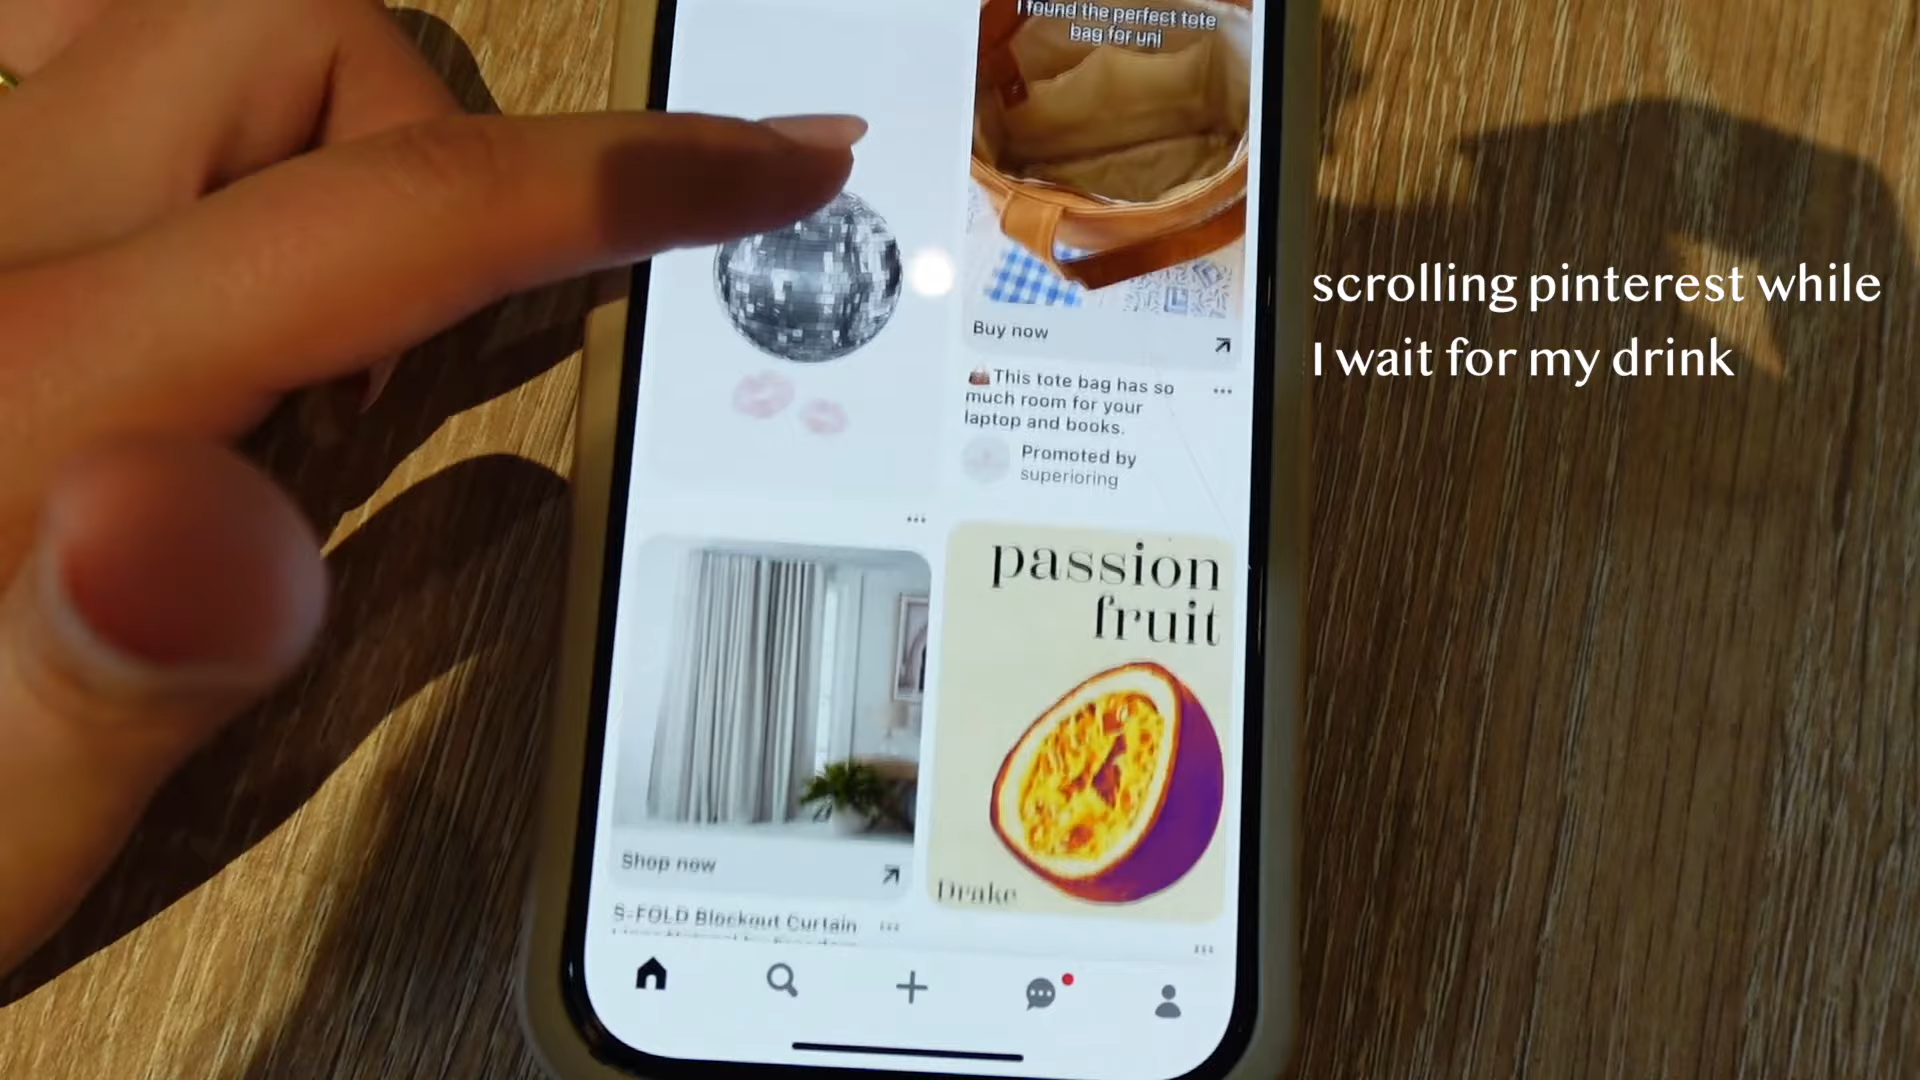 I found the perfect tote
bag for uni
Buy now
This tote bag has so
much room for your
laptop and books.
Promoted by
superioring
scrolling pinterest while
I wait for my drink
passion
fruit
Drake
Shop now
S-FOLD Blockout Curtain